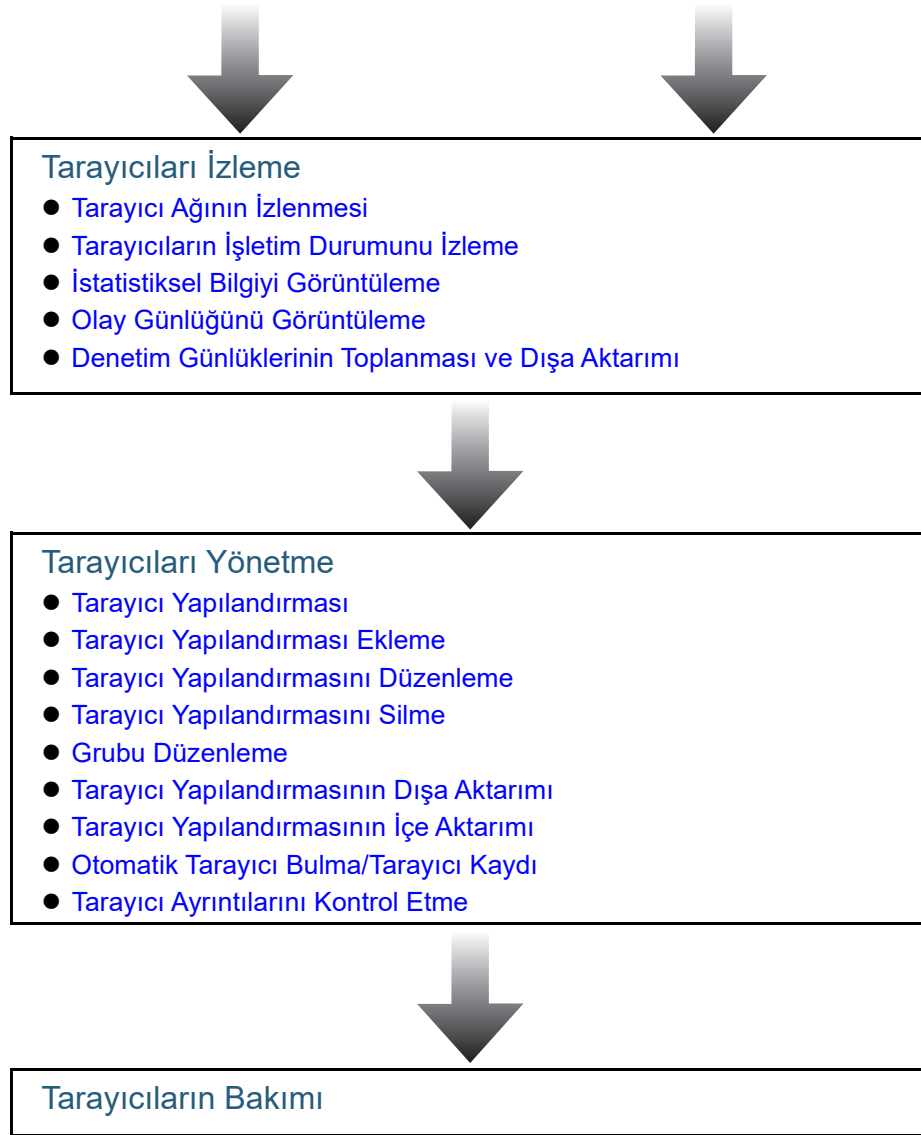 Tarayıcıları İzleme
● Tarayıcı Ağının İzlenmesi
● Tarayıcıların İşletim Durumunu İzleme
● İstatistiksel Bilgiyi Görüntüleme
● Olay Günlüğünü Görüntüleme
● Denetim Günlüklerinin Toplanması ve Dışa Aktarımı
Tarayıcıları Yönetme
● Tarayıcı Yapılandırması
● Tarayıcı Yapılandırması Ekleme
● Tarayıcı Yapılandırmasını Düzenleme
● Tarayıcı Yapılandırmasını Silme
● Grubu Düzenleme
● Tarayıcı Yapılandırmasının Dışa Aktarımı
● Tarayıcı Yapılandırmasının İçe Aktarımı
● Otomatik Tarayıcı Bulma/Tarayıcı Kaydı
● Tarayıcı Ayrıntılarını Kontrol Etme
Tarayıcıların Bakımı